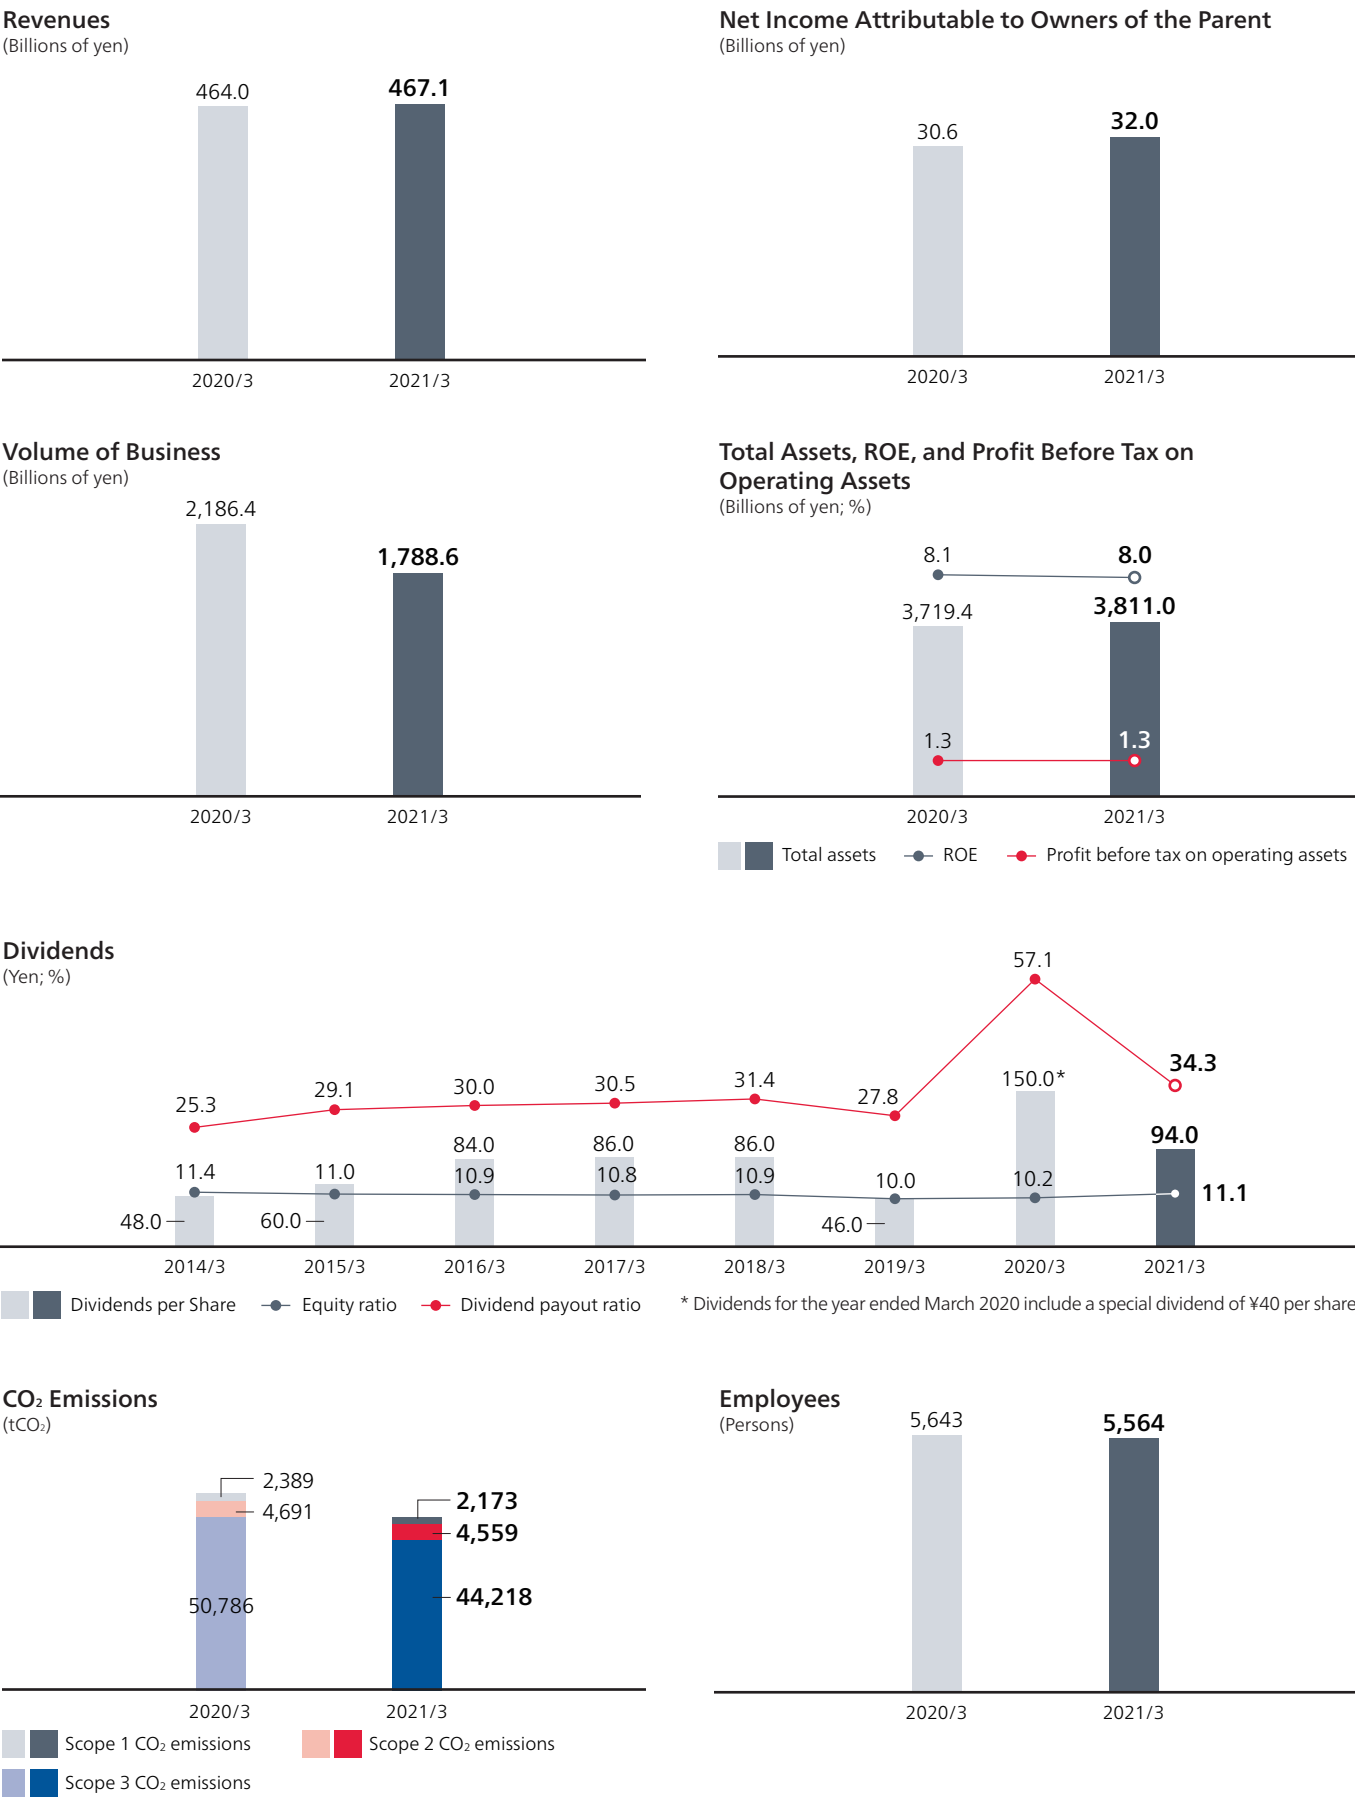 Revenues
(Billions of yen)
464.0
467.1
2020/3
2021/3
Net Income Attributable to Owners of the Parent
(Billions of yen)
30.6
32.0
2020/3
2021/3
Volume of Business
(Billions of yen)
2,186.4
1,788.6
2020/3
2021/3
Total Assets, ROE, and Profit Before Tax on
Operating Assets
(Billions of yen; %)
8.1
8.0
3,719.4
3,811.0
1.3
1.3
2020/3
2021/3
Total assets
ROE
Profit before tax on operating assets
Dividends
(Yen; %)
57.1
34.3
25.3
29.1
30.0
30.5
31.4
27.8
150.0*
84.0
86.0
86.0
94.0
11.4
11.0
10.9
10.8
10.9
10.0
10.2
11.1
48.0
60.0
46.0
2014/3
2015/3
2016/3
2017/3
2018/3
2019/3
2020/3
2021/3
Dividends per Share
Equity ratio
Dividend payout ratio
* Dividends for the year ended March 2020 include a special dividend of ¥40 per share
CO₂ Emissions
(tCO₂)
2,389
4,691
50,786
2,173
4,559
44,218
2020/3
2021/3
Scope 1 CO₂ emissions
Scope 2 CO₂ emissions
Scope 3 CO₂ emissions
Employees
(Persons)
5,643
5,564
2020/3
2021/3